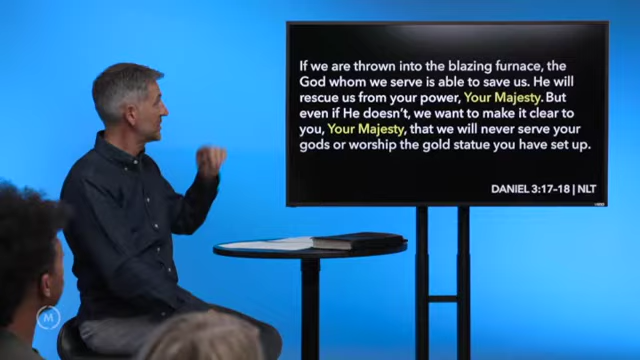 If we are thrown into the blazing furnace, the
God whom we serve is able to save us. He will
rescue us from your power, Your Majesty. But
even if He doesn't, we want to make it clear to
you, Your Majesty, that we will never serve your
gods or worship the gold statue you have set up.
DANIEL 3:17-18 | NLT
M